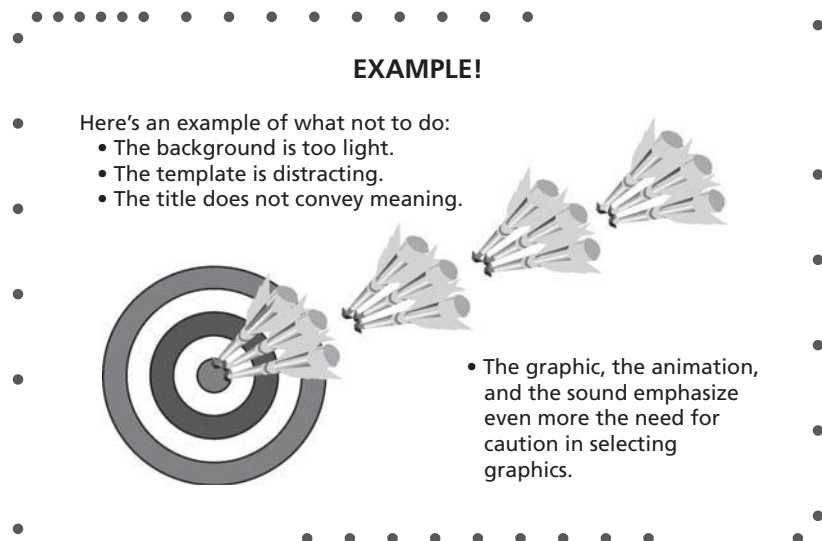 EXAMPLE!
Here’s an example of what not to do:
• The background is too light.
• The template is distracting.
• The title does not convey meaning.
• The graphic, the animation,
and the sound emphasize
even more the need for
caution in selecting
graphics.